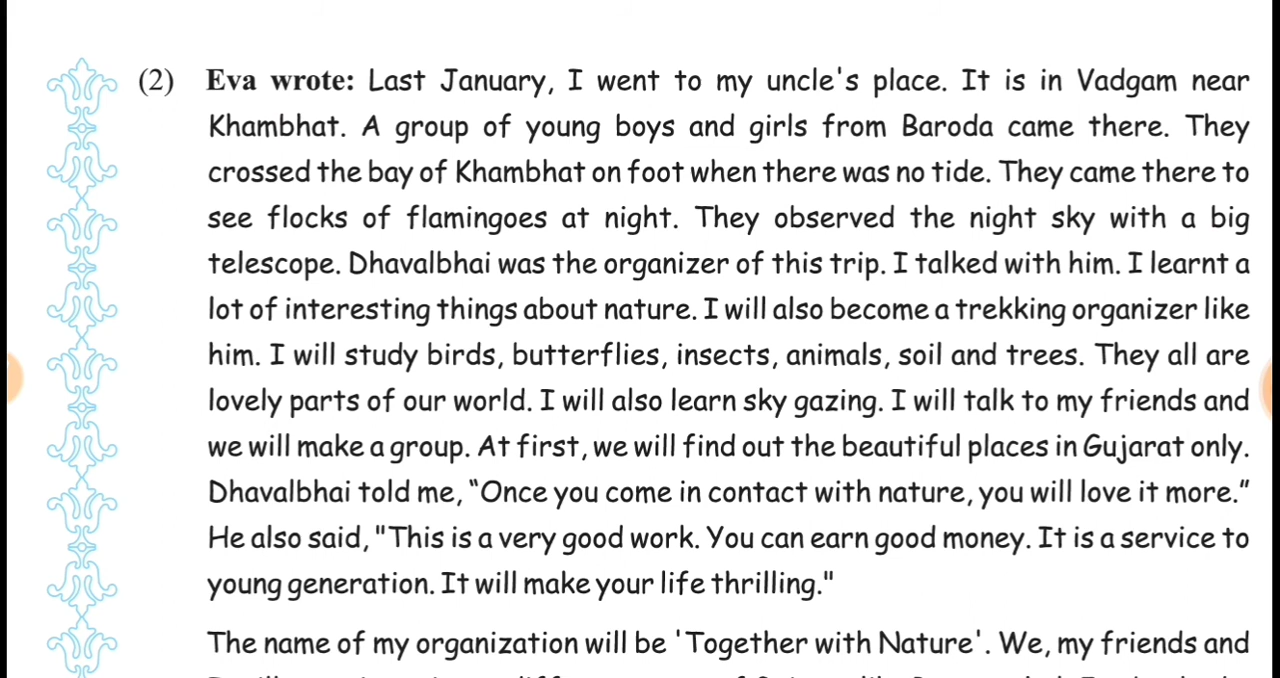 (2) Eva wrote: Last January, I went to my uncle's place. It is in Vadgam near
Khambhat. A group of young boys and girls from Baroda came there. They
crossed the bay of Khambhat on foot when there was no tide. They came there to
see flocks of flamingoes at night. They observed the night sky with a big
telescope. Dhavalbhai was the organizer of this trip. I talked with him. I learnt a
lot of interesting things about nature. I will also become a trekking organizer like
him. I will study birds, butterflies, insects, animals, soil and trees. They all are
lovely parts of our world. I will also learn sky gazing. I will talk to my friends and
we will make a group. At first, we will find out the beautiful places in Gujarat only.
Dhavalbhai told me, “Once you come in contact with nature, you will love it more.”
He also said, "This is a very good work. You can earn good money. It is a service to
young generation. It will make your life thrilling."
The name of my organization will be 'Together with Nature'. We, my friends and